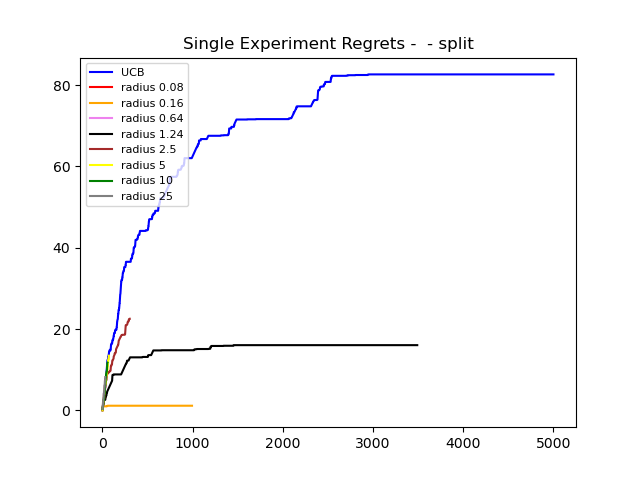 Single Experiment Regrets -  - split
UCB
radius 0.08
radius 0.16
radius 0.64
radius 1.24
radius 2.5
radius 5
radius 10
radius 25
80
60
40
20
0
0 1000 2000 3000 4000 5000